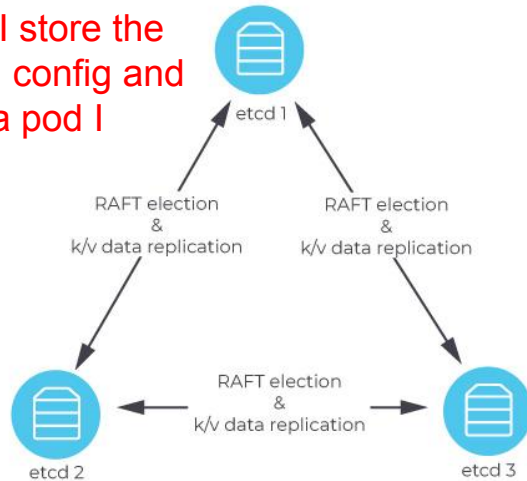 I store the
config and
a pod I
etcd 1
RAFT election
&
k/v data replication
RAFT election
&
k/v data replication
RAFT election
&
k/v data replication
etcd 2
etcd 3